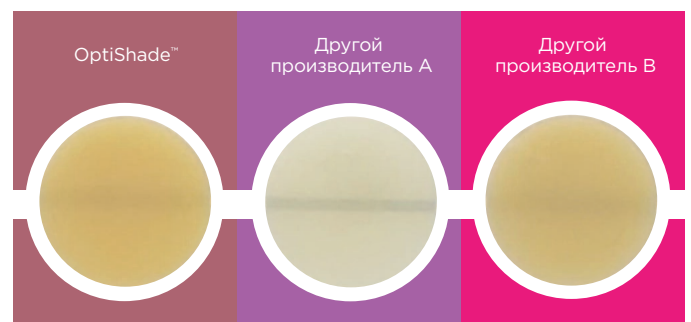 OptiShade™
Другой
производитель A
Другой
производитель B